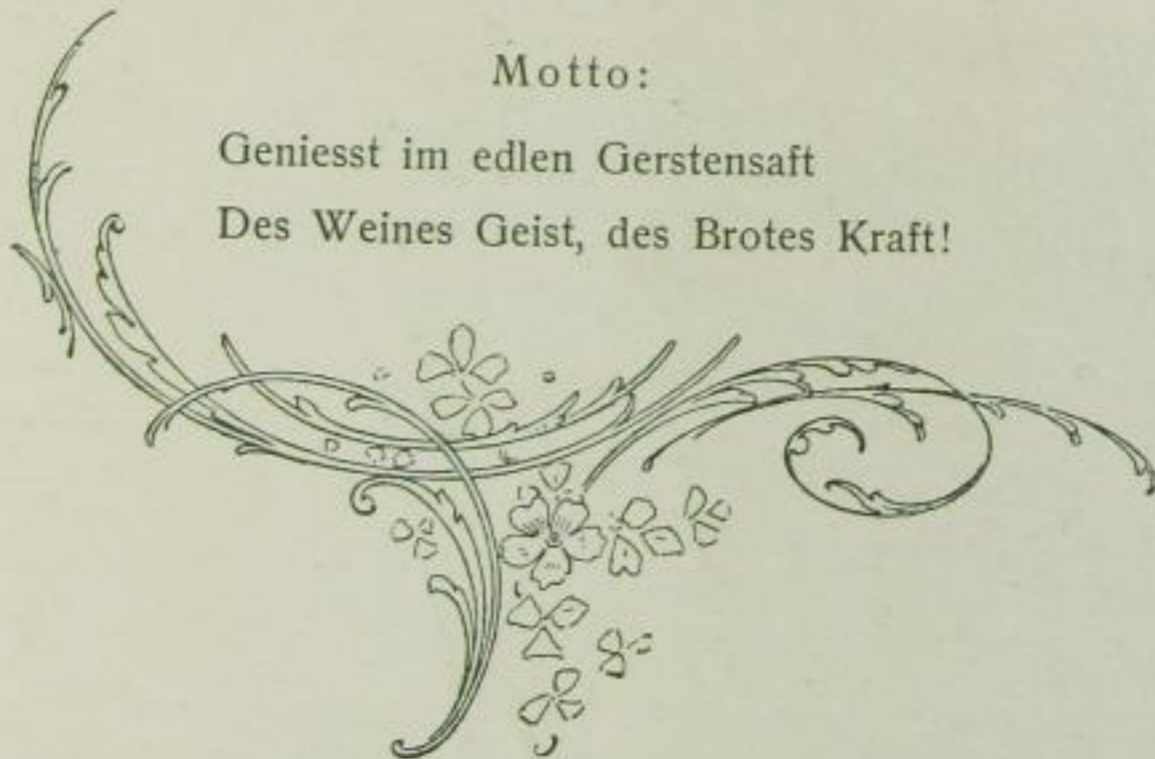 Motto:
Geniesst im edlen Gerstensaft
Des Weines Geist, des Brotes Kraft!